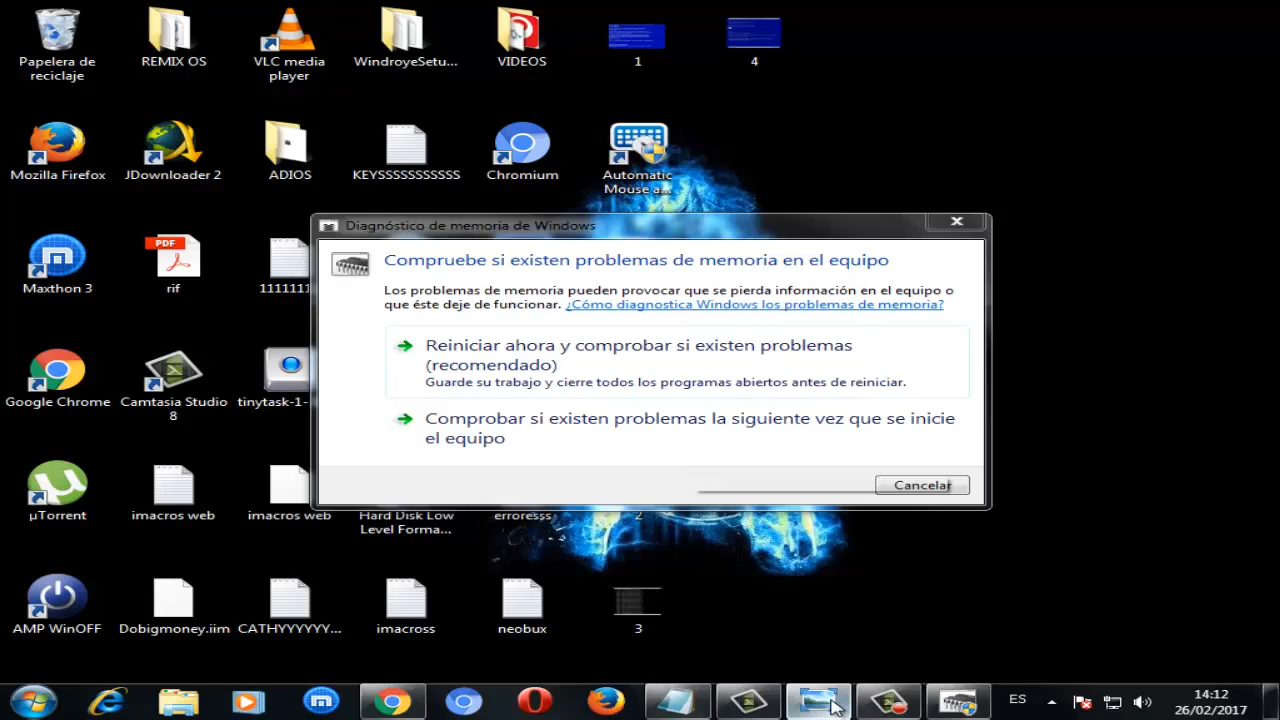 Papelera de
reciclaje
REMIX OS
VLC media
player
WindroyeSetu...
VIDEOS
1
4
Mozilla Firefox
JDownloader 2
ADIOS
KEYSSSSSSSSSSS
Chromium
Automatic
Mouse a...
Maxthon 3
PDF
rif
1111111
Google Chrome
Camtasia Studio
8
tinytask-1-
µTorrent
imacros web
imacros web
Hard Disk Low
Level Forma...
erroresss
2
AMP WinOFF
Dobigmoney.iim
CATHYYYYYY...
imacross
neobux
3
Diagnóstico de memoria de Windows
Compruebe si existen problemas de memoria en el equipo
Los problemas de memoria pueden provocar que se pierda información en el equipo o
que éste deje de funcionar. ¿Cómo diagnostica Windows los problemas de memoria?
Reiniciar ahora y comprobar si existen problemas
(recomendado)
Guarde su trabajo y cierre todos los programas abiertos antes de reiniciar.
Comprobar si existen problemas la siguiente vez que se inicie
el equipo
Cancelar
ES
14:12
26/02/2017